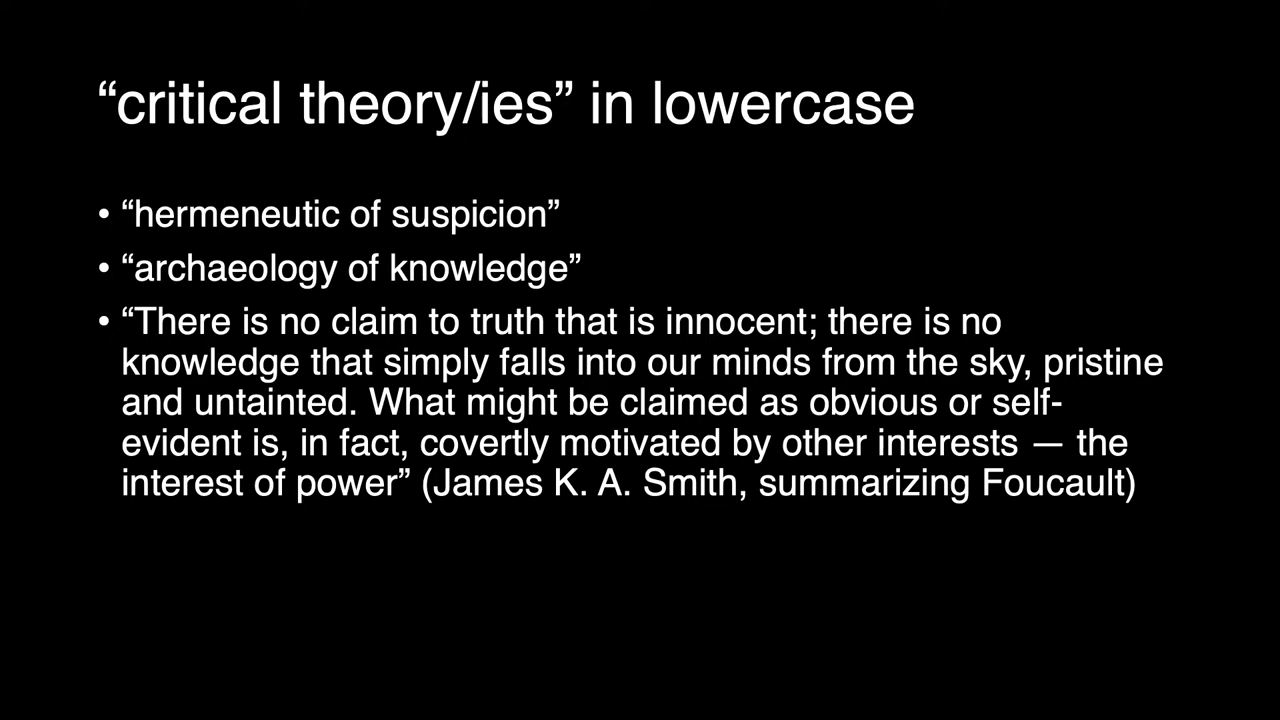 “critical theory/ies” in lowercase
• “hermeneutic of suspicion”
• “archaeology of knowledge”
• “There is no claim to truth that is innocent; there is no
knowledge that simply falls into our minds from the sky, pristine
and untainted. What might be claimed as obvious or self-
evident is, in fact, covertly motivated by other interests — the
interest of power” (James K. A. Smith, summarizing Foucault)